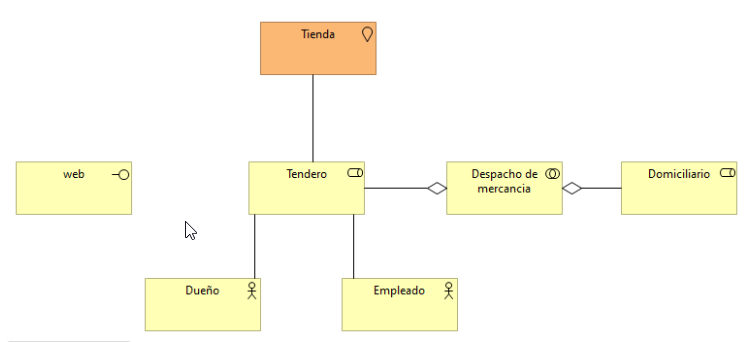 Tienda
web
Tendero
Despacho de
mercancia
Domiciliario
Dueño
Empleado